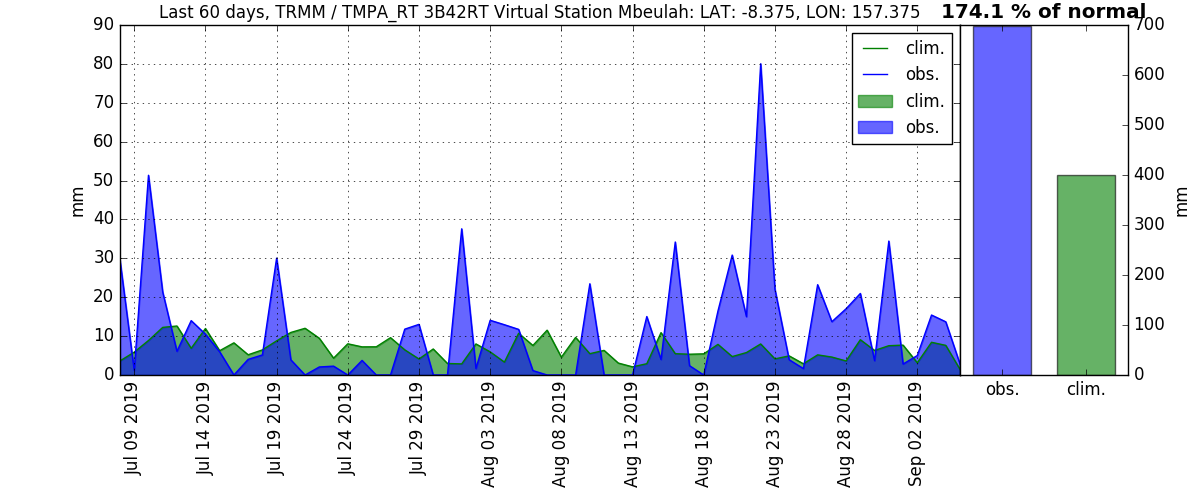 Last 60 days, TRMM / TMPA_RT 3B42RT Virtual Station Mbeulah: LAT: -8.375, LON: 157.375
174.1 % of normal
90
80
70
60
50
40
30
20
10
0
mm
clim.
obs.
clim.
obs.
Jul 09 2019
Jul 14 2019
Jul 19 2019
Jul 24 2019
Jul 29 2019
Aug 03 2019
Aug 08 2019
Aug 13 2019
Aug 18 2019
Aug 23 2019
Aug 28 2019
Sep 02 2019
700
600
500
400
300
200
100
0
mm
obs.
clim.